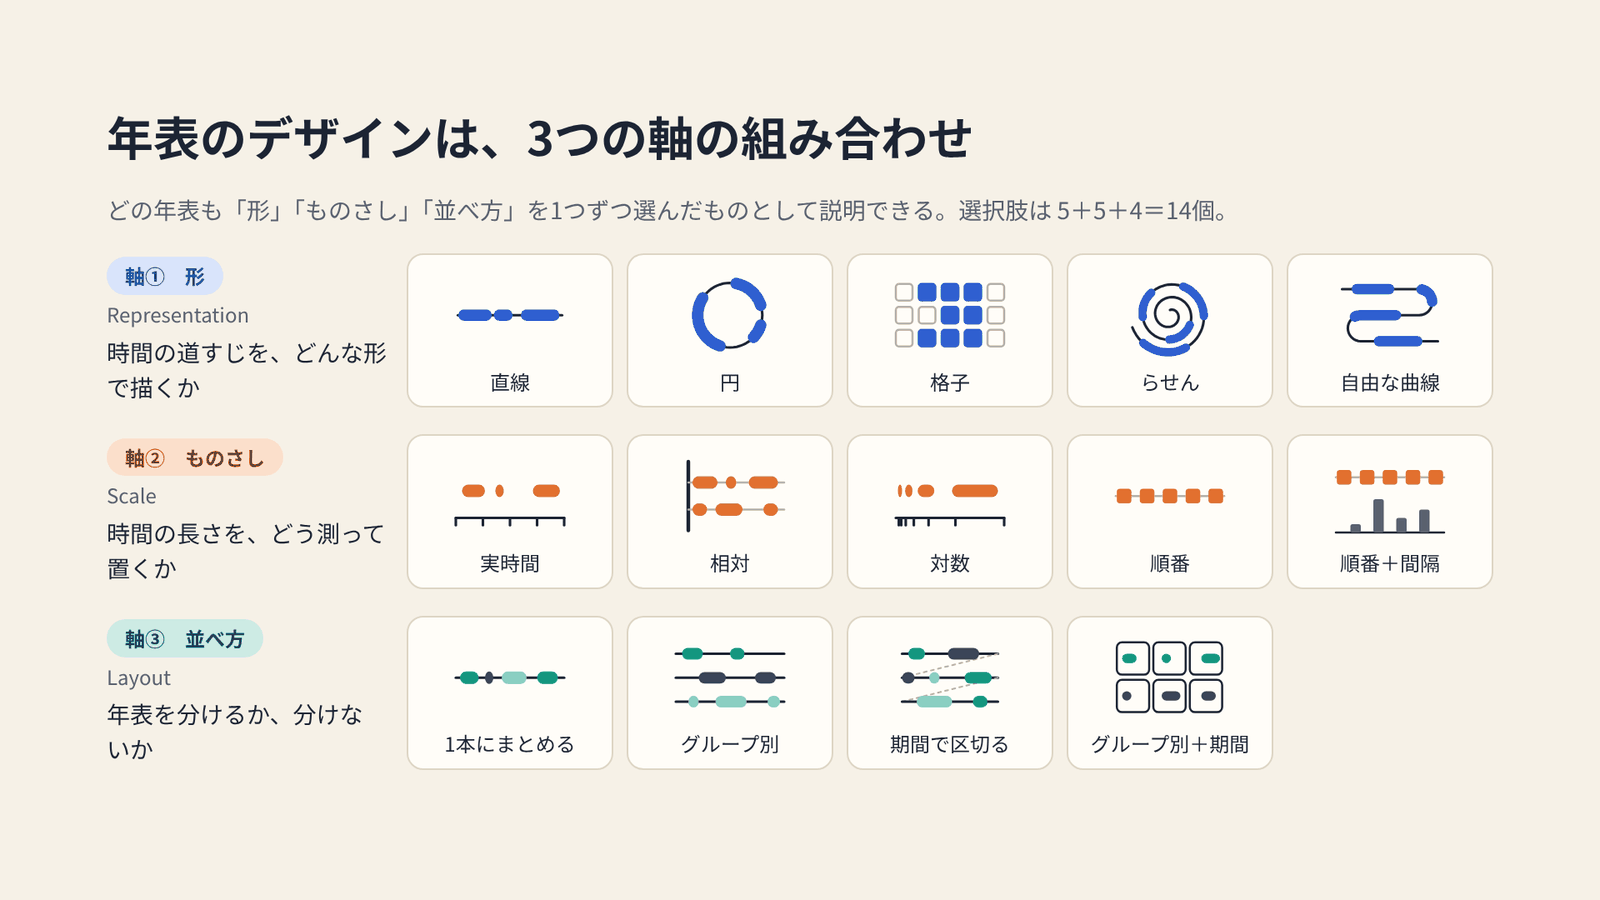 年表のデザインは、3つの軸の組み合わせ
どの年表も「形」「ものさし」「並べ方」を1つずつ選んだものとして説明できる。選択肢は 5＋5＋4＝14個。
軸①　形
Representation
時間の道すじを、どんな形
で描くか
直線
円
格子
らせん
自由な曲線
軸②　ものさし
Scale
時間の長さを、どう測って
置くか
実時間
相対
対数
順番
順番＋間隔
軸③　並べ方
Layout
年表を分けるか、分けな
いか
1本にまとめる
グループ別
期間で区切る
グループ別＋期間